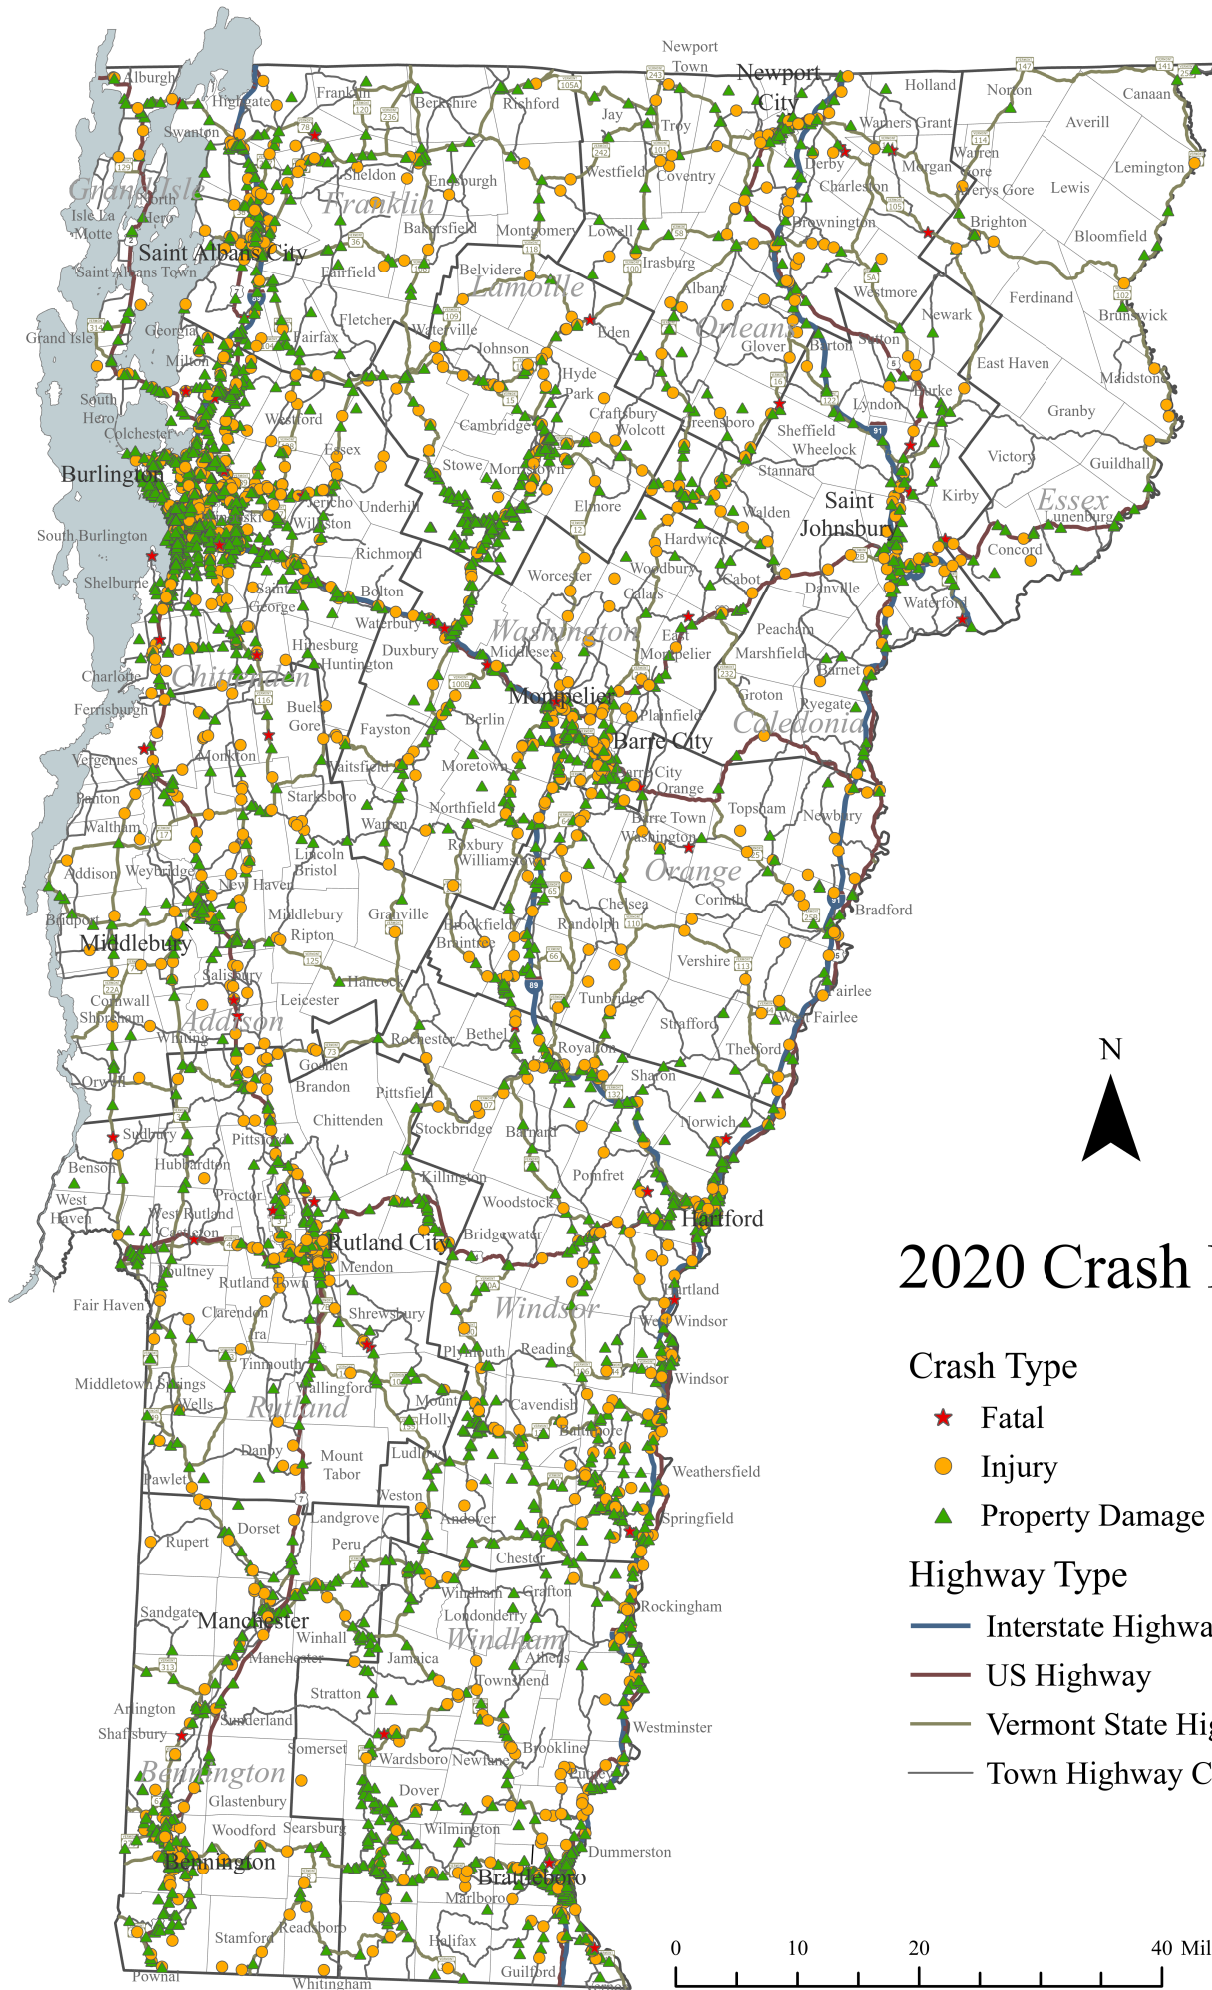 Newport
Town
Newport
City
Alburgh
Highgate
Franklin
Berkshire
Richford
Jay
Troy
Holland
Norton
Canaan
Averill
Swanton
Sheldon
Enosburgh
Westfield
Coventry
Derby
Warners Grant
Morgan
Warren
Gore
Averys Gore
Lewis
Lemington
Charleston
Grand Isle
Isle La
Motte
North
Hero
Franklin
Bakersfield
Montgomery
Lowell
Irasburg
Brownington
Brighton
Bloomfield
Saint Albans City
Saint Albans Town
Fairfield
Belvidere
Lamoille
Albany
Westmore
Ferdinand
Brunswick
Grand Isle
Georgia
Fairfax
Fletcher
Waterville
Eden
Orleans
Glover
Barton
Sutton
Newark
Milton
Johnson
Hyde
Park
East Haven
Maidstone
South
Hero
Colchester
Westford
Essex
Cambridge
Craftsbury
Wolcott
Greensboro
Sheffield
Wheelock
Lyndon
Burke
Granby
Victory
Guildhall
Burlington
Stowe
Morristown
Stannard
Jericho
Underhill
Elmore
Walden
Saint
Johnsbury
Kirby
Essex
Lunenburg
South Burlington
Williston
Richmond
Hardwick
Concord
Shelburne
Saint
George
Bolton
Worcester
Woodbury
Calais
Cabot
Danville
Waterford
Waterbury
Washington
East
Montpelier
Peacham
Hinesburg
Huntington
Duxbury
Middlesex
Marshfield
Barnet
Charlotte
Chittenden
Ferrisburgh
Buels
Gore
Fayston
Berlin
Montpelier
Plainfield
Groton
Ryegate
Caledonia
Vergennes
Monkton
Waitsfield
Moretown
Barre City
Barre City
Orange
Panton
Starksboro
Waltham
Warren
Northfield
Barre Town
Topsham
Newbury
Washington
Roxbury
Williamstown
Addison
Weybridge
New Haven
Lincoln
Bristol
Orange
Corinth
Bradford
Bridport
Middlebury
Middlebury
Ripton
Granville
Brookfield
Braintree
Randolph
Chelsea
Vershire
Cornwall
Salisbury
Hancock
Shoreham
Addison
Leicester
Tunbridge
Fairlee
West Fairlee
Whiting
Rochester
Bethel
Strafford
Orwell
Goshen
Brandon
Royalton
Thetford
Sharon
Pittsfield
Sudbury
Pittsford
Chittenden
Stockbridge
Barnard
Norwich
Benson
Hubbardton
Killington
Pomfret
West
Haven
Proctor
West Rutland
Castleton
Woodstock
Hartford
Rutland City
Bridgewater
Poultney
Rutland Town
Mendon
Fair Haven
Clarendon
Shrewsbury
Windsor
Hartland
West Windsor
Ira
Tinmouth
Plymouth
Reading
Middletown Springs
Wells
Wallingford
Rutland
Mount
Holly
Cavendish
Windsor
Baltimore
Danby
Mount
Tabor
Ludlow
Pawlet
Weathersfield
Weston
Andover
Springfield
Rupert
Dorset
Landgrove
Peru
Chester
Sandgate
Manchester
Windham
Grafton
Londonderry
Rockingham
Winhall
Manchester
Jamaica
Windham
Athens
Townshend
Arlington
Stratton
Shaftsbury
Sunderland
Somerset
Wardsboro
Newfane
Brookline
Westminster
Bennington
Glastenbury
Dover
Putney
Woodford
Searsburg
Wilmington
Dummerston
Bennington
Brattleboro
Marlboro
Stamford
Readsboro
Halifax
Guilford
Vernon
Pownal
Whitingham
N
2020 Crash
Crash Type
Fatal
Injury
Property Damage
Highway Type
Interstate Highwa
US Highway
Vermont State Hig
Town Highway C
0 10 20 40 Mil